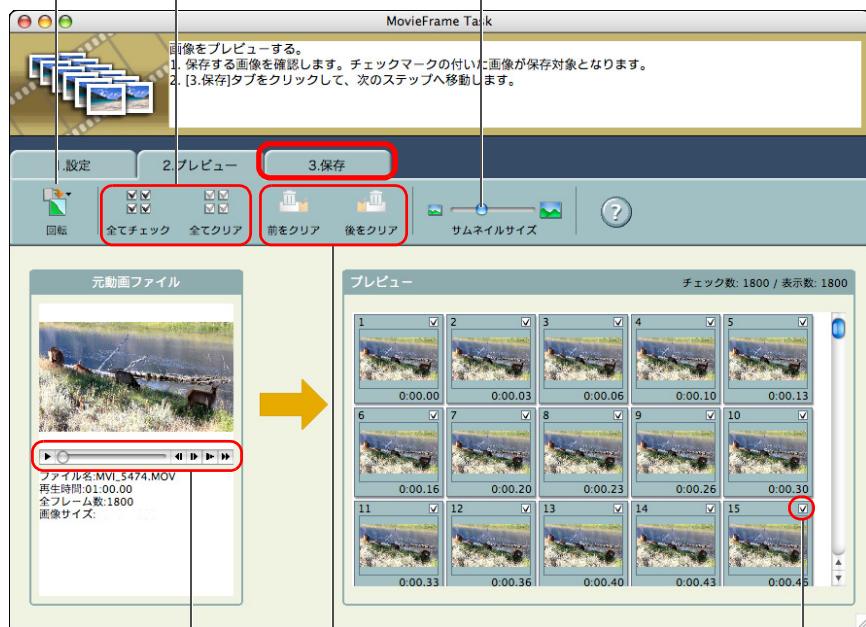 MovieFrame Task
画像をプレビューする。
1. 保存する画像を確認します。チェックマークの付いた画像が保存対象となります。
2. [3.保存]タブをクリックして、次のステップへ移動します。
1.設定
2.プレビュー
3.保存
回転
全てチェック
全てクリア
前をクリア
後をクリア
サムネイルサイズ
?
元動画ファイル
ファイル名:MVI_5474.MOV
再生時間:01:00.00
全フレーム数:1800
画像サイズ:
プレビュー
チェック数: 1800 / 表示数: 1800
1 2 3 4 5
0:00.00 0:00.03 0:00.06 0:00.10 0:00.13
6 7 8 9 10
0:00.16 0:00.20 0:00.23 0:00.26 0:00.30
11 12 13 14 15
0:00.33 0:00.36 0:00.40 0:00.43 0:00.46